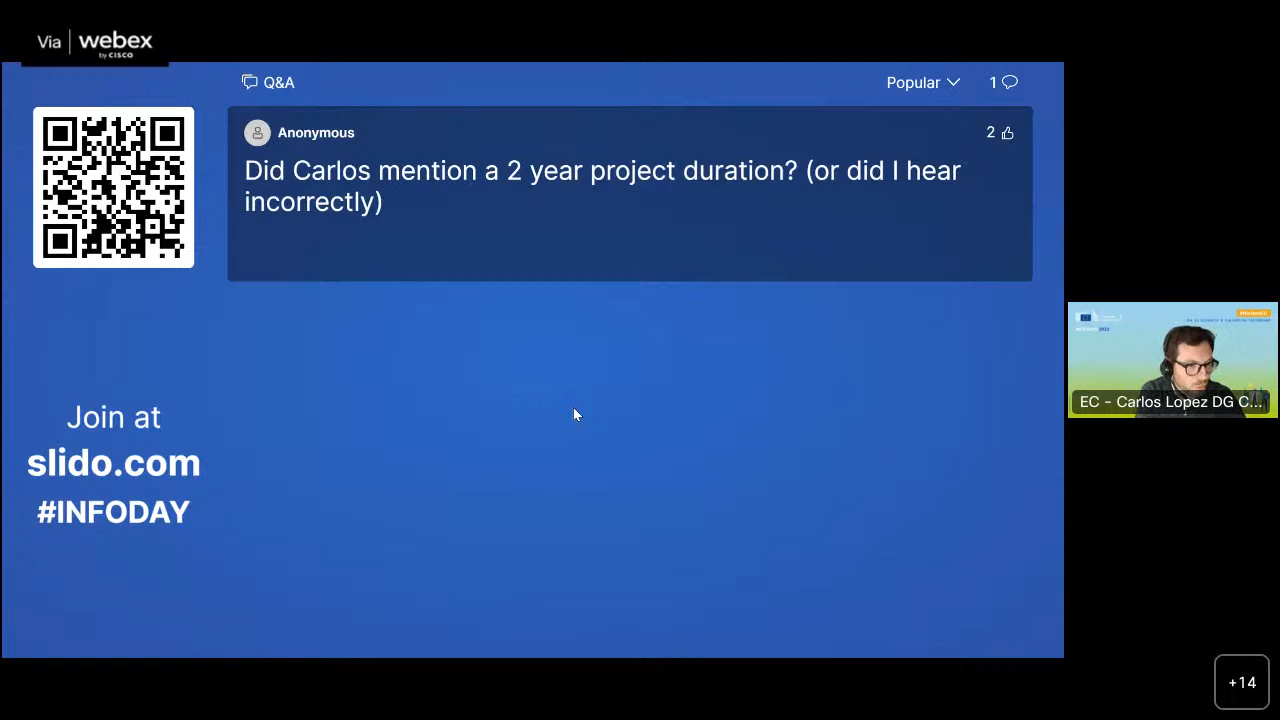 Via webex
by CISCO
Q&A
Popular
1
Anonymous
2
Did Carlos mention a 2 year project duration? (or did I hear
incorrectly)
Join at
slido.com
#INFODAY
EC - Carlos Lopez DG C...
+14